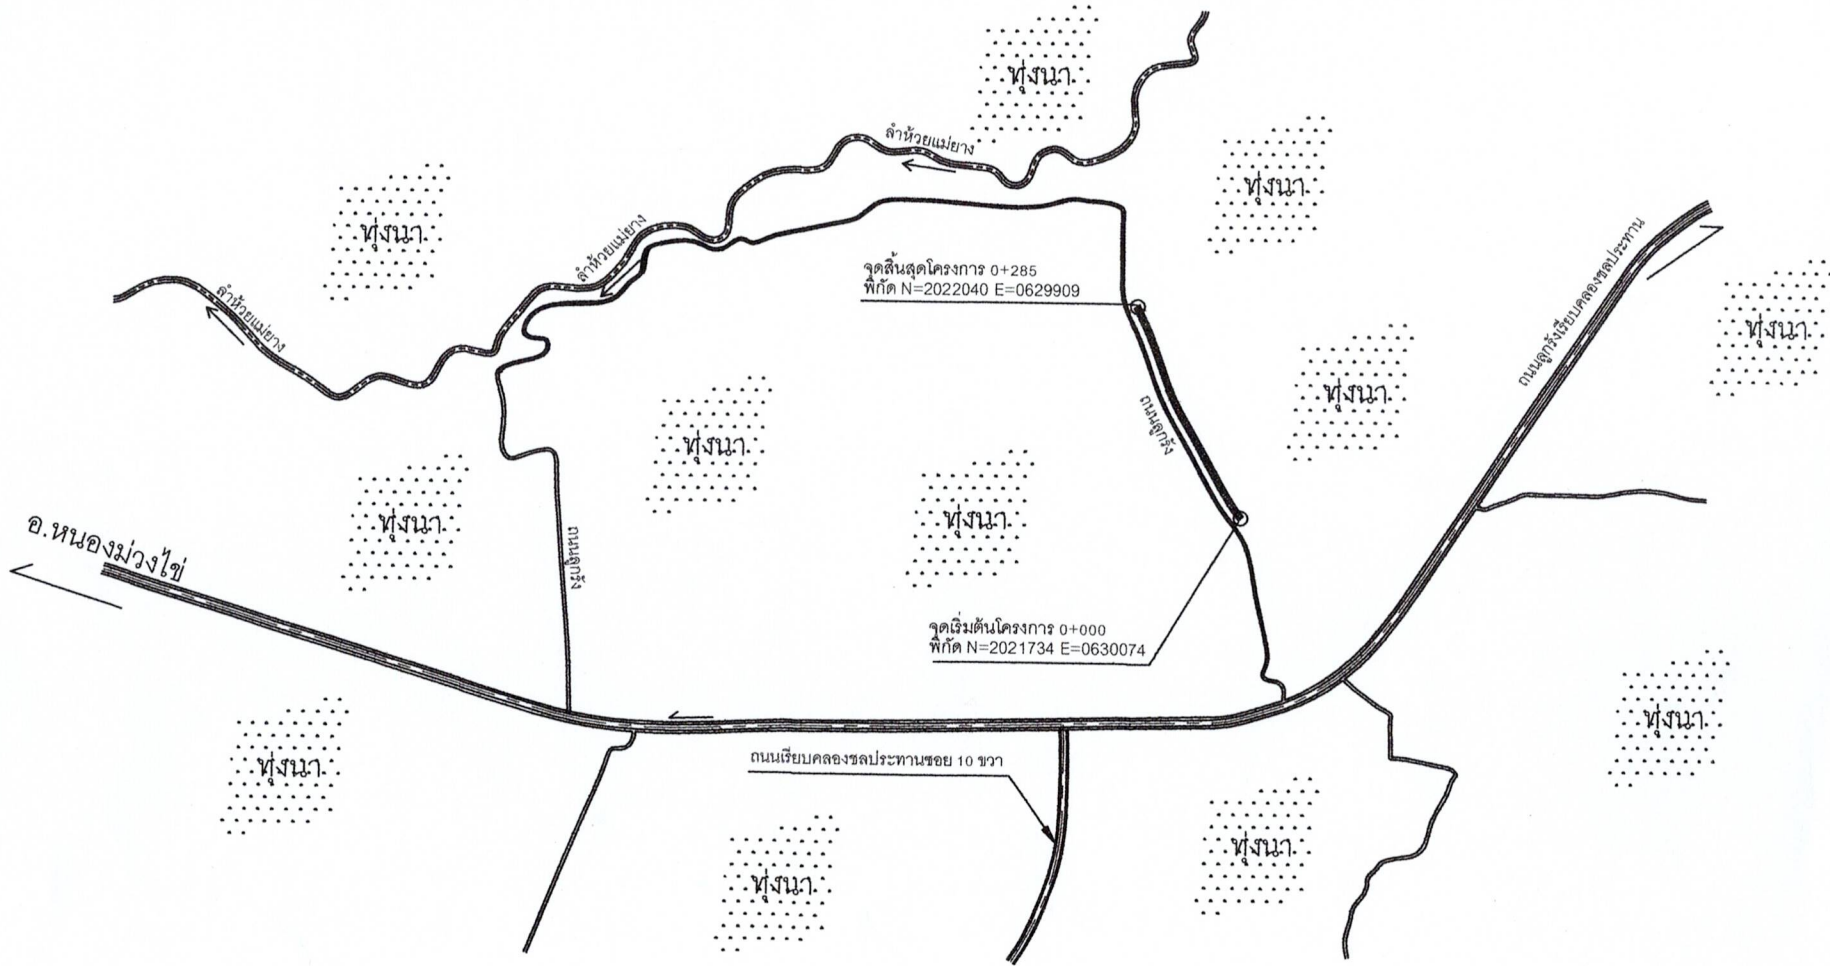 ทุ่งนา
ลำห้วยแม่ยาง
ทุ่งนา
ทุ่งนา
ลำห้วยแม่ยาง
ถนนลูกรังเรียบคลองชลประทาน
จุดสิ้นสุดโครงการ 0+285
พิกัด N=2022040 E=0629909
ลำห้วยแม่ยาง
ทุ่งนา
ทุ่งนา
ถนนลูกรัง
ทุ่งนา
ทุ่งนา
ทุ่งนา
อ.หนองม่วงไข่
ถนนลูกรัง
จุดเริ่มต้นโครงการ 0+000
พิกัด N=2021734 E=0630074
ทุ่งนา
ทุ่งนา
ถนนเรียบคลองชลประทานซอย 10 ขวา
ทุ่งนา
ทุ่งนา
ทุ่งนา